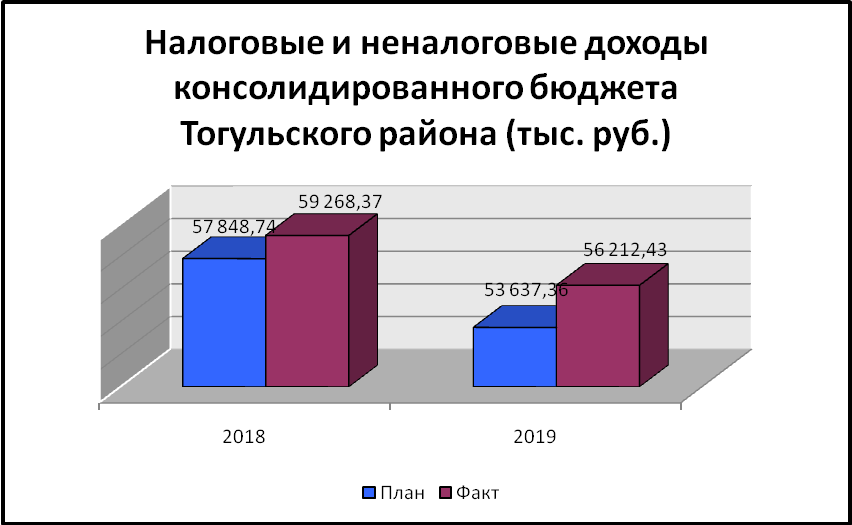 Налоговые и неналоговые доходы
консолидированного бюджета
Тогульского района (тыс. руб.)
59 268,37
57 848,74
56 212,43
53 637,36
2018
2019
План
Факт